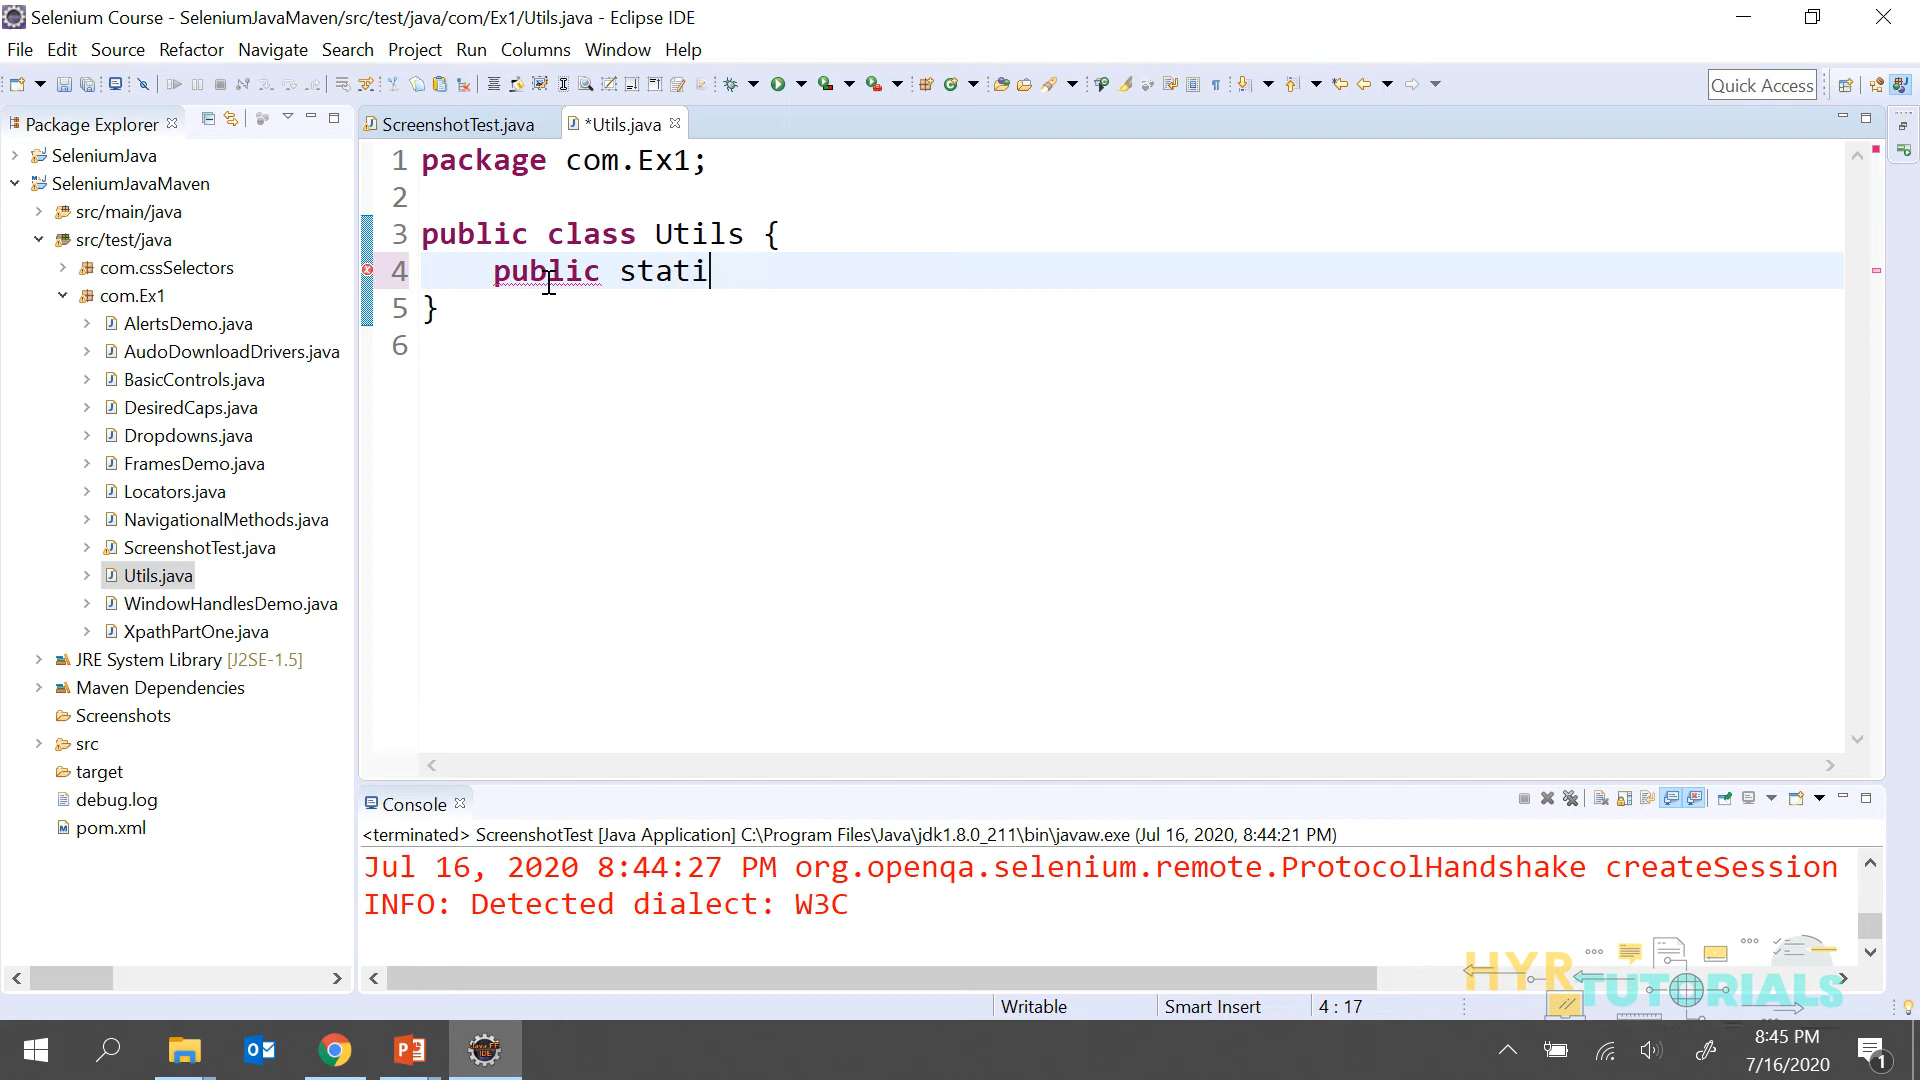 Selenium Course - SeleniumJavaMaven/src/test/java/com/Ex1/Utils.java - Eclipse IDE
File Edit Source Refactor Navigate Search Project Run Columns Window Help
Quick Access
Package Explorer
ScreenshotTest.java
*Utils.java
SeleniumJava
SeleniumJavaMaven
src/main/java
src/test/java
com.cssSelectors
com.Ex1
AlertsDemo.java
AudoDownloadDrivers.java
BasicControls.java
DesiredCaps.java
Dropdowns.java
FramesDemo.java
Locators.java
NavigationalMethods.java
ScreenshotTest.java
Utils.java
WindowHandlesDemo.java
XpathPartOne.java
JRE System Library [J2SE-1.5]
Maven Dependencies
Screenshots
src
target
debug.log
pom.xml
1 package com.Ex1;
2
3 public class Utils {
4 public stati
5 }
6
Console
<terminated> ScreenshotTest [Java Application] C:\Program Files\Java\jdk1.8.0_211\bin\javaw.exe (Jul 16, 2020, 8:44:21 PM)
Jul 16, 2020 8:44:27 PM org.openqa.selenium.remote.ProtocolHandshake createSession
INFO: Detected dialect: W3C
HYR TUTORIALS
Writable Smart Insert 4 : 17
8:45 PM
7/16/2020
1